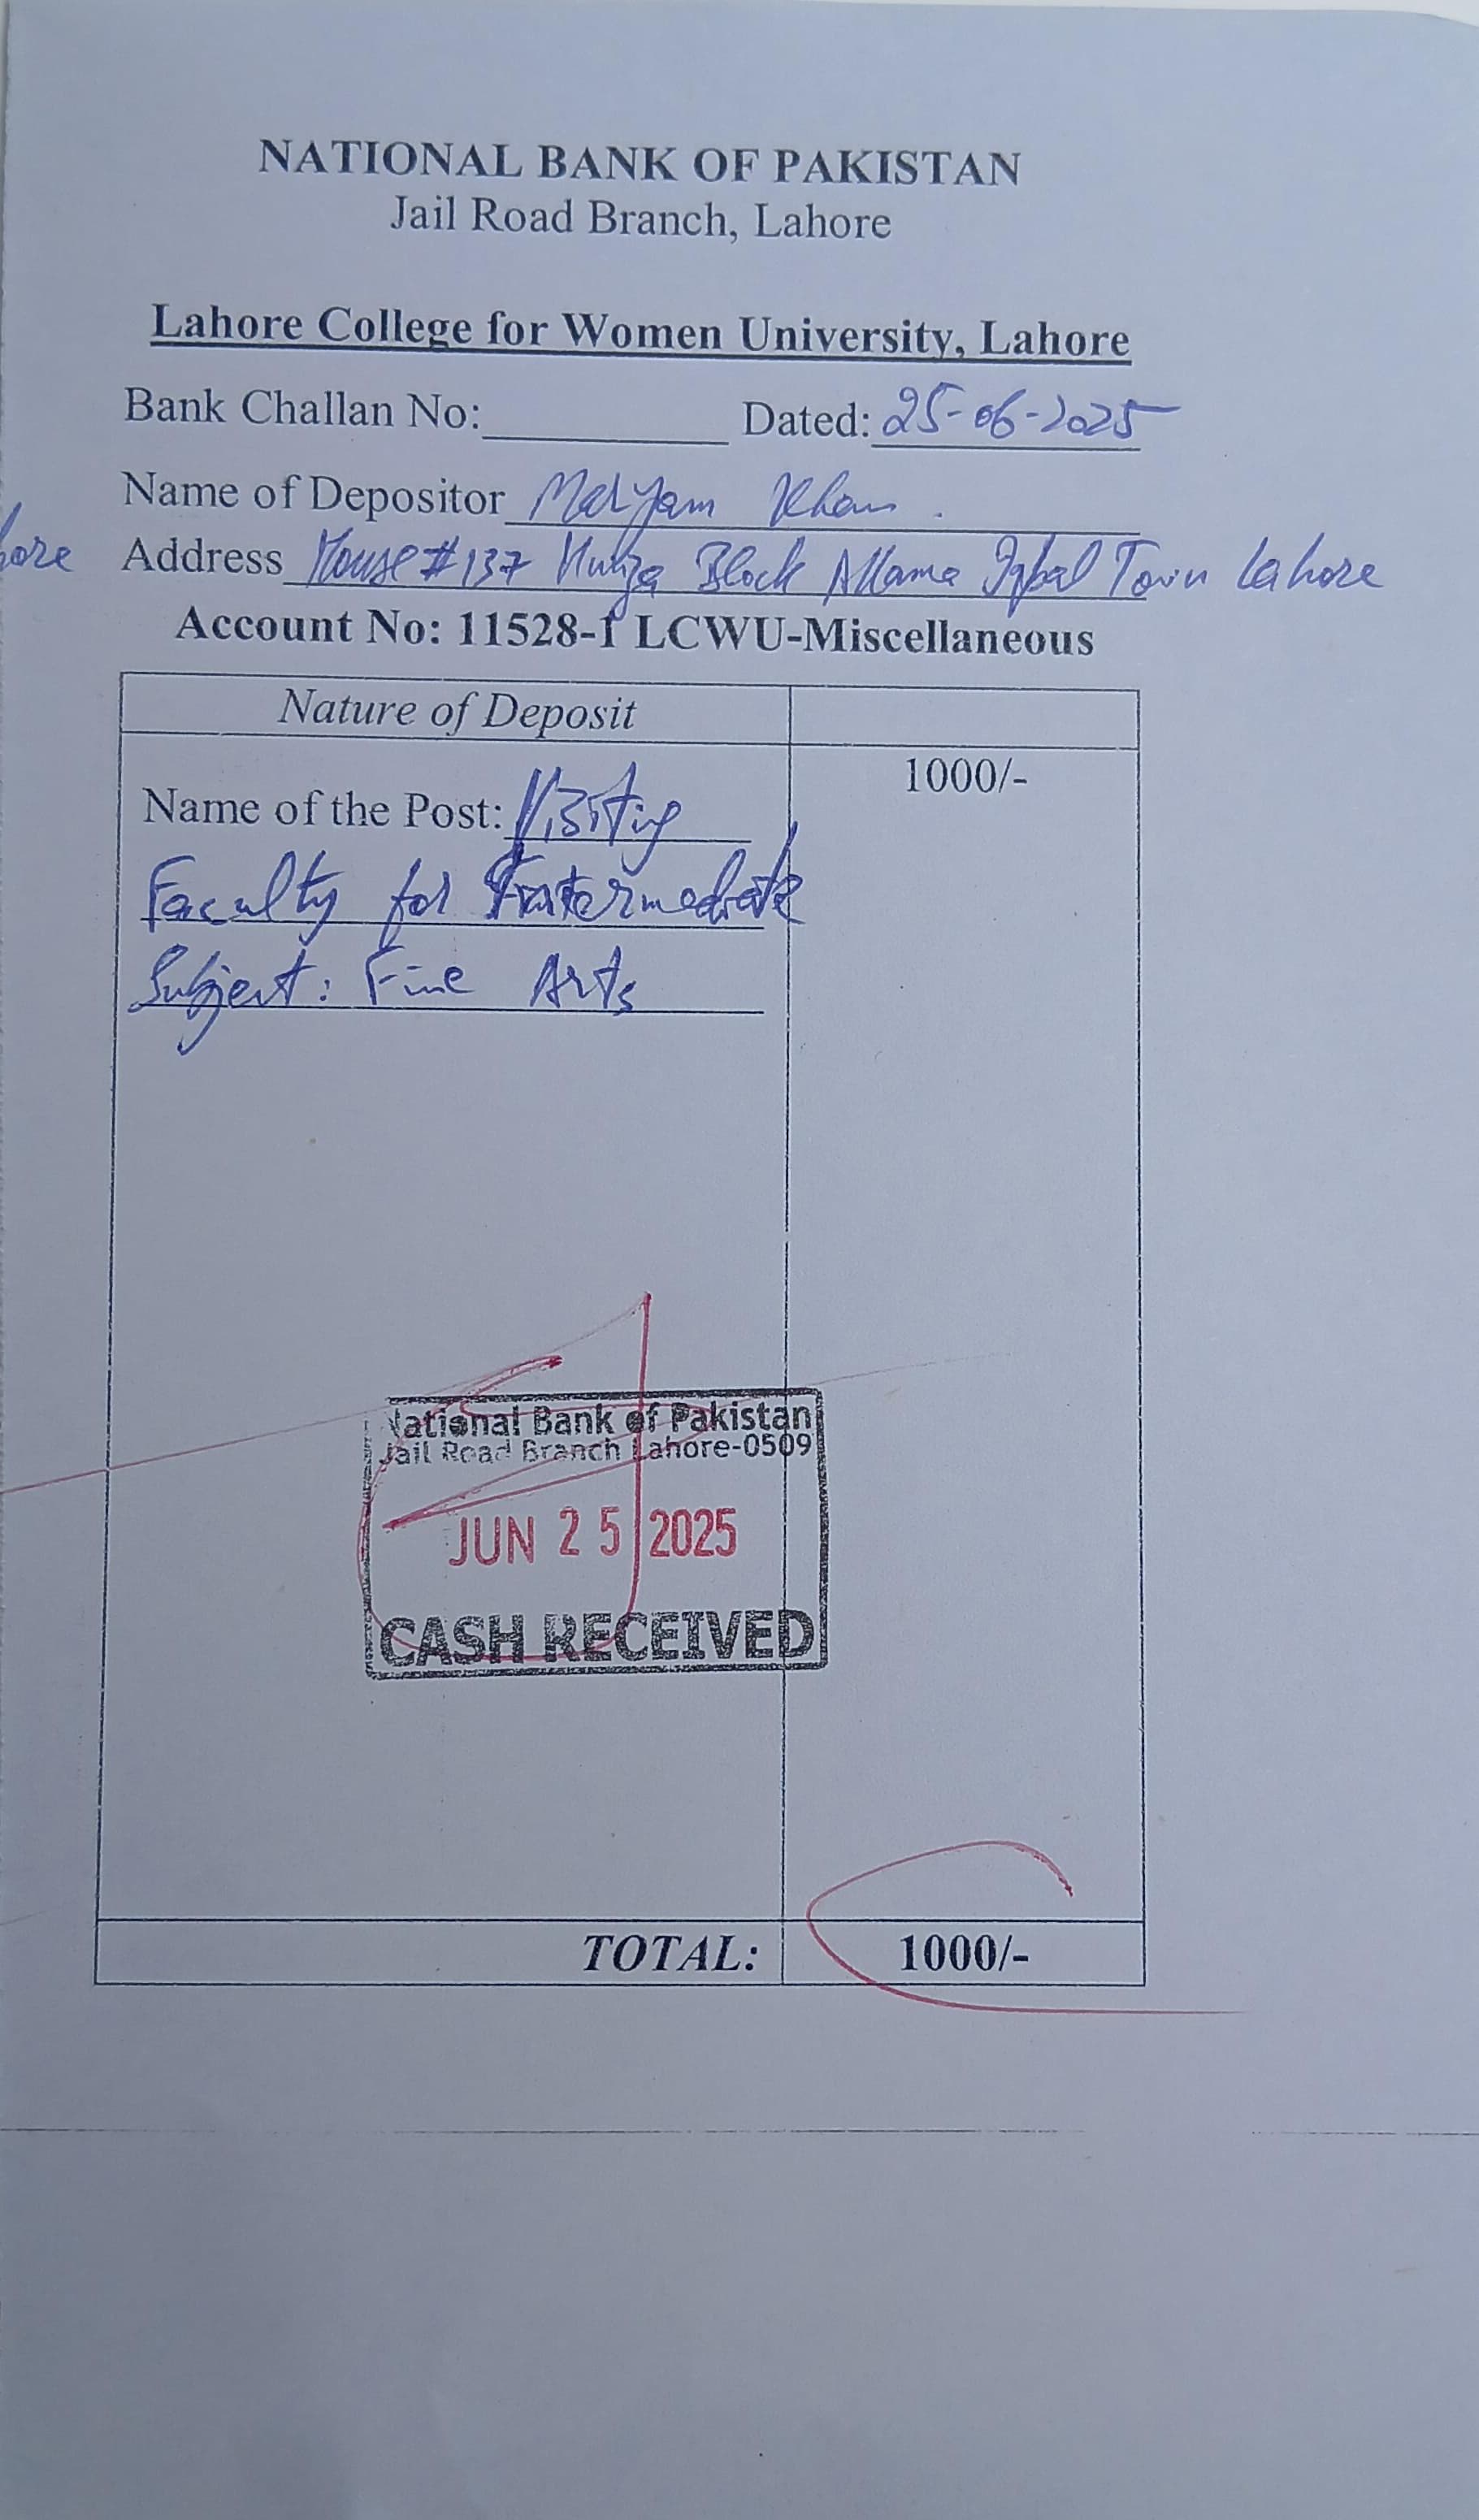 NATIONAL BANK OF PAKISTAN
Jail Road Branch, Lahore
Lahore College for Women University, Lahore
Bank Challan No: Dated: 25-06-2025
Name of Depositor Maryam Khan.
hore Address House #137 Hunza Block Allama Iqbal Town Lahore
Account No: 11528-1 LCWU-Miscellaneous
Nature of Deposit
Name of the Post: Visiting 1000/-
Faculty for Intermediate
Subject: Fine Arts
National Bank of Pakistan
Jail Road Branch Lahore-0509
JUN 25 2025
CASH RECEIVED
TOTAL: 1000/-